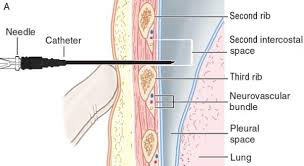 A
Needle
Catheter
Second rib
Second intercostal
space
Third rib
Neurovascular
bundle
Pleural
space
Lung